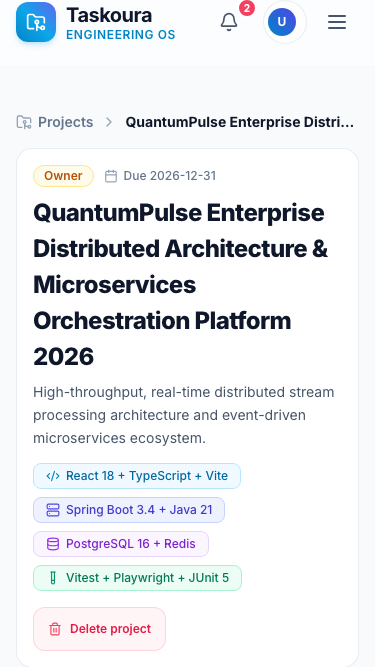 Taskoura
ENGINEERING OS
2
U
Projects
QuantumPulse Enterprise Distri...
Owner
Due 2026-12-31
QuantumPulse Enterprise
Distributed Architecture &
Microservices
Orchestration Platform
2026
High-throughput, real-time distributed stream
processing architecture and event-driven
microservices ecosystem.
React 18 + TypeScript + Vite
Spring Boot 3.4 + Java 21
PostgreSQL 16 + Redis
Vitest + Playwright + JUnit 5
Delete project